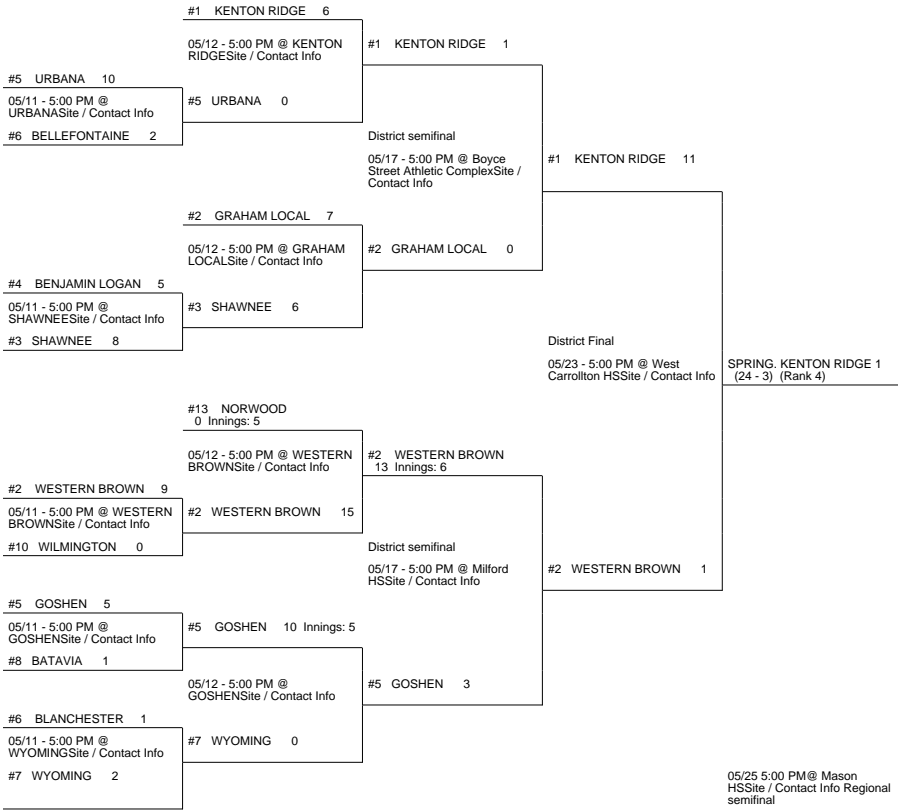 #1 KENTON RIDGE 6
05/12 - 5:00 PM @ KENTON
RIDGESite / Contact Info
#1 KENTON RIDGE 1
#5 URBANA 10
05/11 - 5:00 PM @
URBANASite / Contact Info
#5 URBANA 0
#6 BELLEFONTAINE 2
District semifinal
05/17 - 5:00 PM @ Boyce
Street Athletic ComplexSite /
Contact Info
#1 KENTON RIDGE 11
#2 GRAHAM LOCAL 7
05/12 - 5:00 PM @ GRAHAM
LOCALSite / Contact Info
#2 GRAHAM LOCAL 0
#4 BENJAMIN LOGAN 5
05/11 - 5:00 PM @
SHAWNEESite / Contact Info
#3 SHAWNEE 6
#3 SHAWNEE 8
District Final
05/23 - 5:00 PM @ West
Carrollton HSSite / Contact Info
SPRING. KENTON RIDGE 1
(24 - 3) (Rank 4)
#13 NORWOOD
0 Innings: 5
05/12 - 5:00 PM @ WESTERN
BROWNSite / Contact Info
#2 WESTERN BROWN
13 Innings: 6
#2 WESTERN BROWN 9
05/11 - 5:00 PM @ WESTERN
BROWNSite / Contact Info
#2 WESTERN BROWN 15
#10 WILMINGTON 0
District semifinal
05/17 - 5:00 PM @ Milford
HSSite / Contact Info
#2 WESTERN BROWN 1
#5 GOSHEN 5
05/11 - 5:00 PM @
GOSHENSite / Contact Info
#5 GOSHEN 10 Innings: 5
#8 BATAVIA 1
05/12 - 5:00 PM @
GOSHENSite / Contact Info
#5 GOSHEN 3
#6 BLANCHESTER 1
05/11 - 5:00 PM @
WYOMINGSite / Contact Info
#7 WYOMING 0
#7 WYOMING 2
05/25 5:00 PM@ Mason
HSSite / Contact Info Regional
semifinal